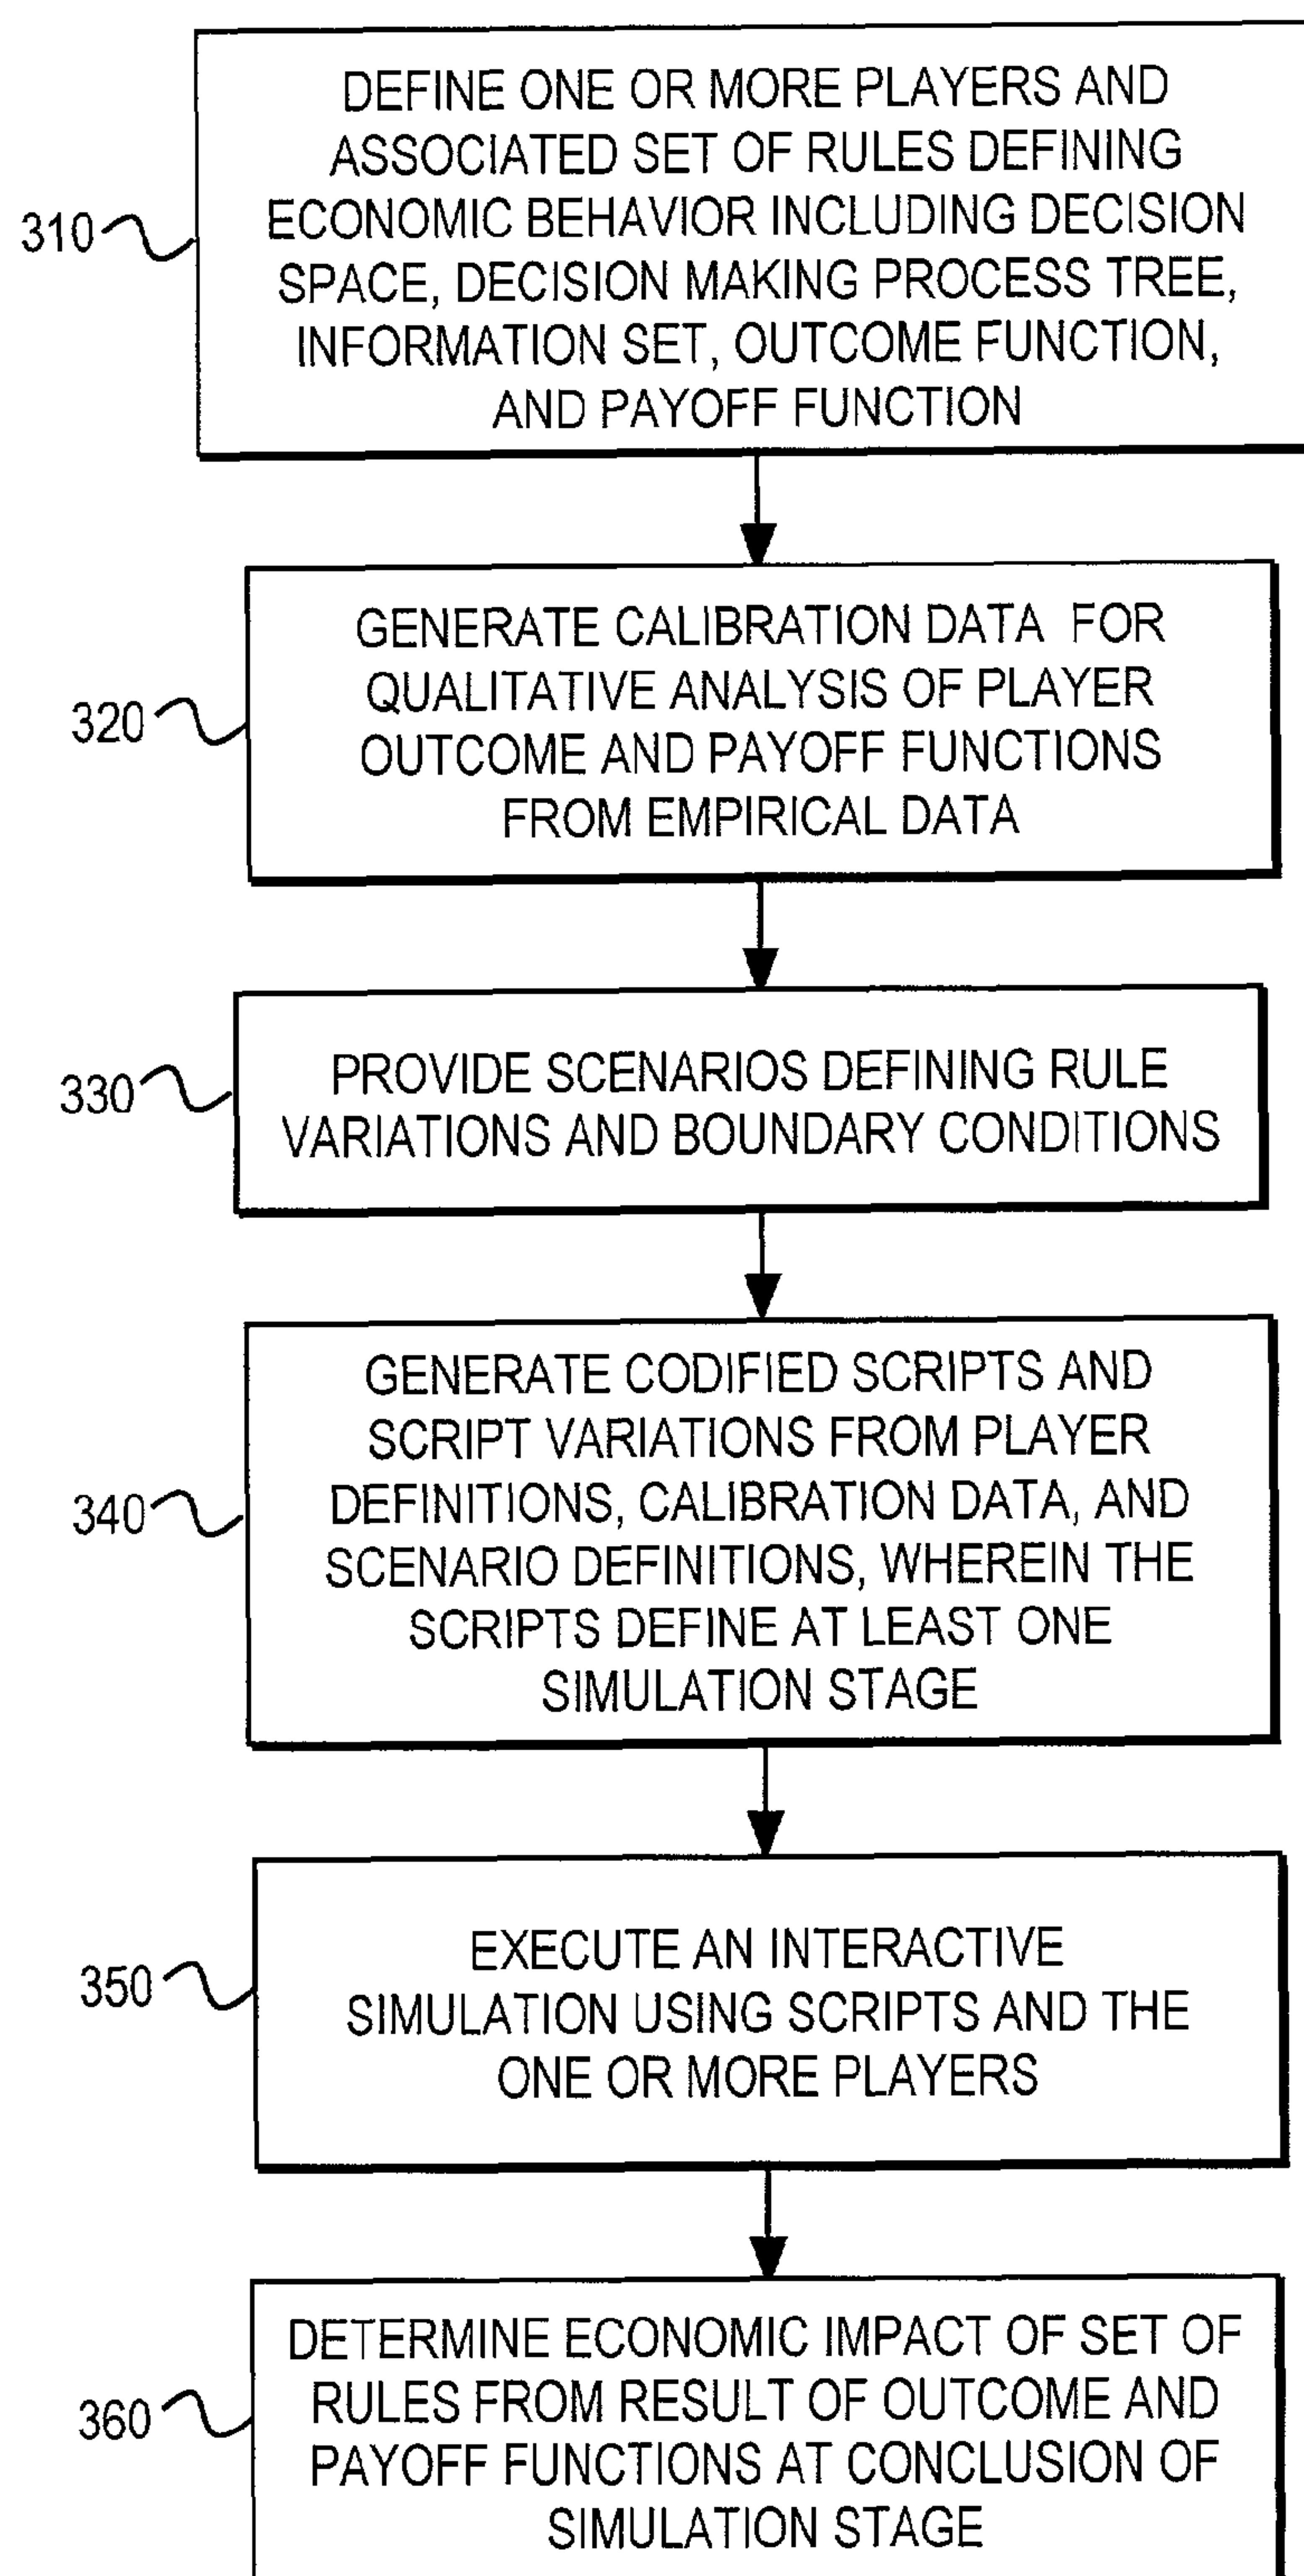 DEFINE ONE OR MORE PLAYERS AND
ASSOCIATED SET OF RULES DEFINING
ECONOMIC BEHAVIOR INCLUDING DECISION
SPACE, DECISION MAKING PROCESS TREE,
INFORMATION SET, OUTCOME FUNCTION,
AND PAYOFF FUNCTION
310
GENERATE CALIBRATION DATA FOR
QUALITATIVE ANALYSIS OF PLAYER
OUTCOME AND PAYOFF FUNCTIONS
FROM EMPIRICAL DATA
320
PROVIDE SCENARIOS DEFINING RULE
VARIATIONS AND BOUNDARY CONDITIONS
330
GENERATE CODIFIED SCRIPTS AND
SCRIPT VARIATIONS FROM PLAYER
DEFINITIONS, CALIBRATION DATA, AND
SCENARIO DEFINITIONS, WHEREIN THE
SCRIPTS DEFINE AT LEAST ONE
SIMULATION STAGE
340
EXECUTE AN INTERACTIVE
SIMULATION USING SCRIPTS AND THE
ONE OR MORE PLAYERS
350
DETERMINE ECONOMIC IMPACT OF SET OF
RULES FROM RESULT OF OUTCOME AND
PAYOFF FUNCTIONS AT CONCLUSION OF
SIMULATION STAGE
360